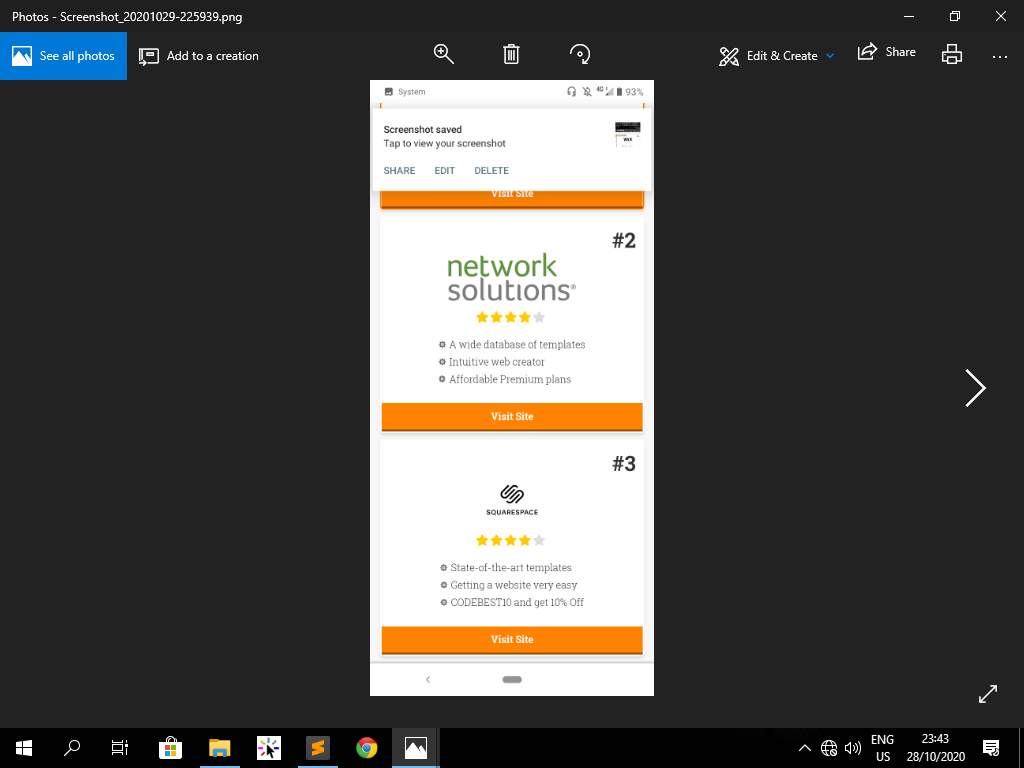 Photos - Screenshot_20201029-225939.png
See all photos
Add to a creation
Edit & Create
Share
System
4G
93%
Screenshot saved
Tap to view your screenshot
SHARE EDIT DELETE
Visit Site
#2
network
solutions®
A wide database of templates
Intuitive web creator
Affordable Premium plans
Visit Site
#3
SQUARESPACE
State-of-the-art templates
Getting a website very easy
CODEBEST10 and get 10% Off
Visit Site
ENG
US
23:43
28/10/2020